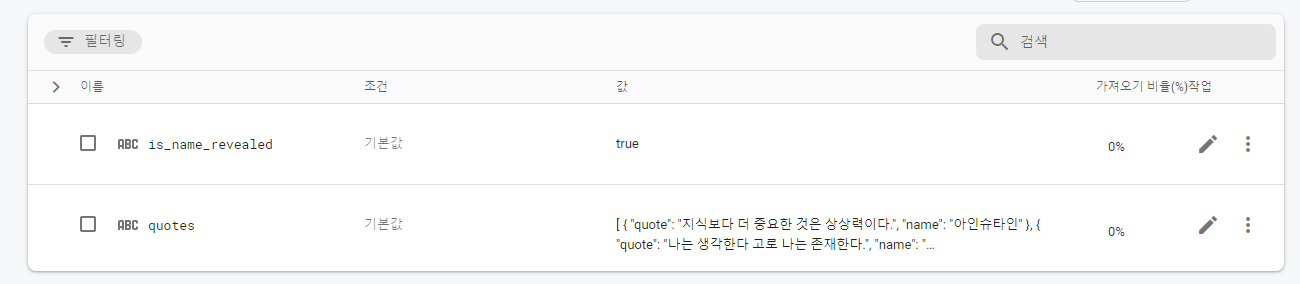 필터링
검색
이름 조건 값 가져오기 비율(%)작업
ABC is_name_revealed 기본값 true 0%
ABC quotes 기본값 [ { "quote": "지식보다 더 중요한 것은 상상력이다.", "name": "아인슈타인" }, { 0%
"quote": "나는 생각한다 고로 나는 존재한다.", "name": "...